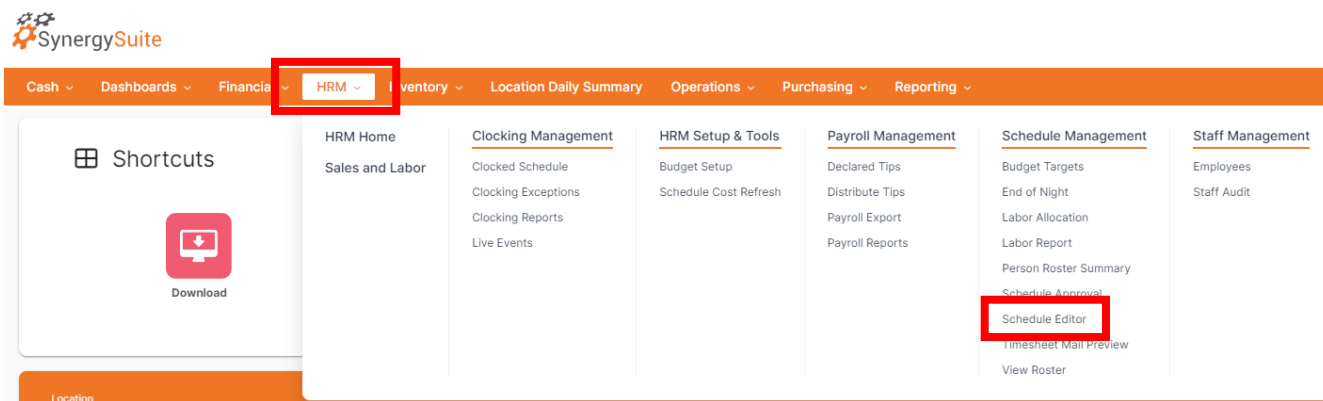 SynergySuite
Cash Dashboards Financial HRM Inventory Location Daily Summary Operations Purchasing Reporting
Shortcuts
Download
Location
HRM Home
Sales and Labor
Clocking Management
Clocked Schedule
Clocking Exceptions
Clocking Reports
Live Events
HRM Setup & Tools
Budget Setup
Schedule Cost Refresh
Payroll Management
Declared Tips
Distribute Tips
Payroll Export
Payroll Reports
Schedule Management
Budget Targets
End of Night
Labor Allocation
Labor Report
Person Roster Summary
Schedule Approval
Schedule Editor
Timesheet Mail Preview
View Roster
Staff Management
Employees
Staff Audit